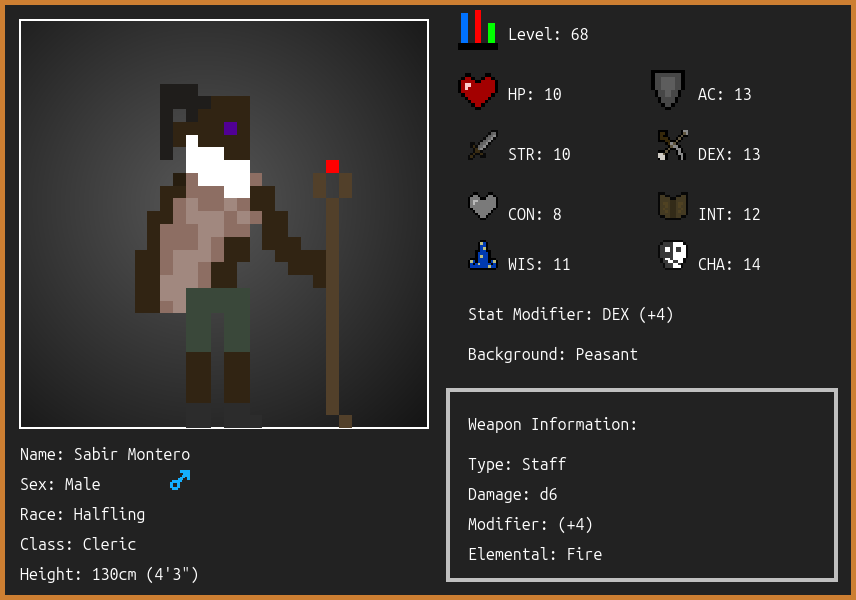 Level: 68
HP: 10
AC: 13
STR: 10
DEX: 13
CON: 8
INT: 12
WIS: 11
CHA: 14
Stat Modifier: DEX (+4)
Background: Peasant
Weapon Information:
Type: Staff
Damage: d6
Modifier: (+4)
Elemental: Fire
Name: Sabir Montero
Sex: Male
Race: Halfling
Class: Cleric
Height: 130cm (4'3")